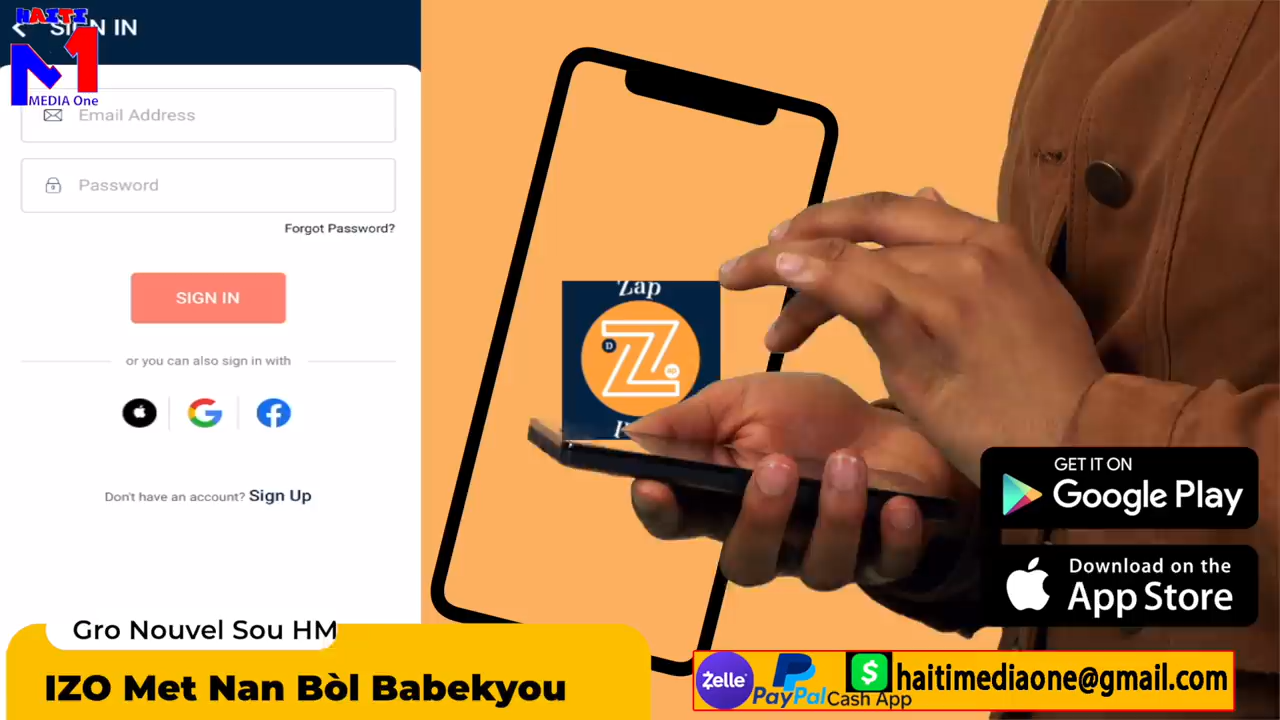 HAITI
M1
MEDIA One
SIGN IN
Email Address
Password
Forgot Password?
SIGN IN
or you can also sign in with
Don't have an account? Sign Up
Zap
Z
D
GET IT ON
Google Play
Download on the
App Store
Gro Nouvel Sou HM
IZO Met Nan Bòl Babekyou
Zelle
PayPal
$
Cash App
haitimediaone@gmail.com